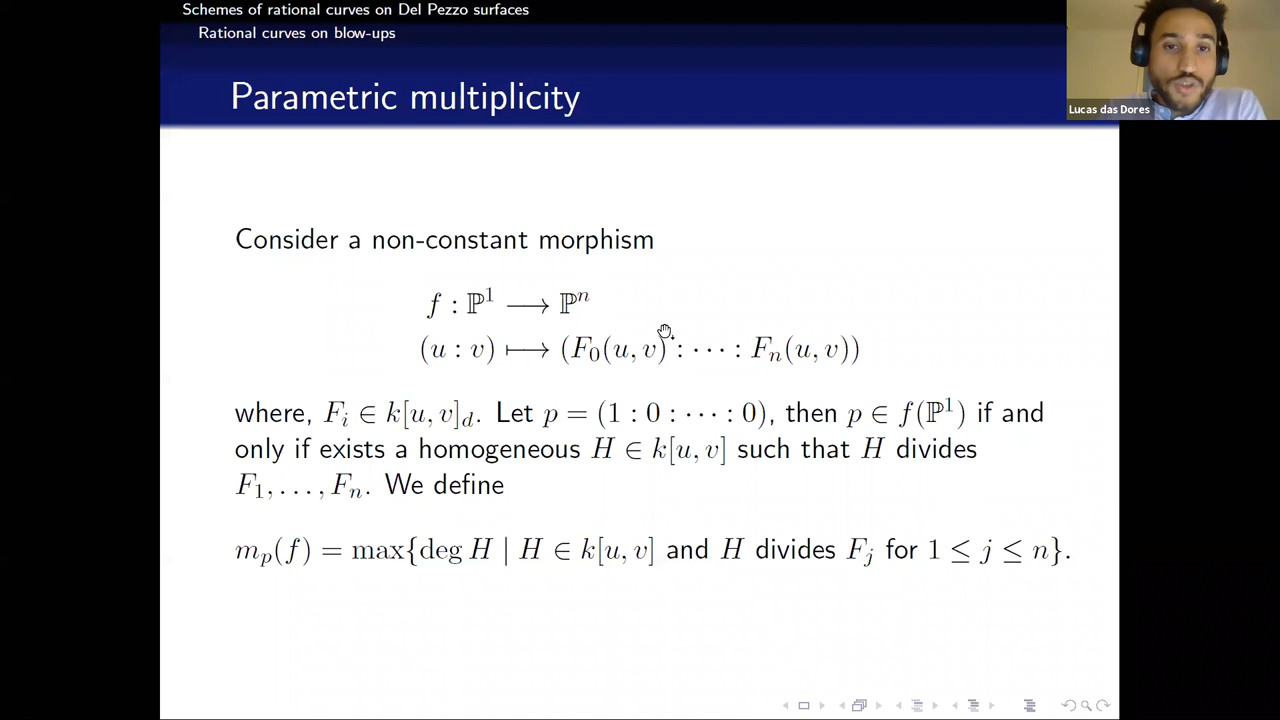 Schemes of rational curves on Del Pezzo surfaces
Rational curves on blow-ups
Parametric multiplicity
Lucas das Dores
Consider a non-constant morphism
f : ℙ¹ ⟶ ℙⁿ
(u : v) ⟼ (F₀(u, v) : ⋯ : Fₙ(u, v))
where, Fᵢ ∈ k[u, v]_d. Let p = (1 : 0 : ⋯ : 0), then p ∈ f(ℙ¹) if and
only if exists a homogeneous H ∈ k[u, v] such that H divides
F₁, . . . , Fₙ. We define
mₚ(f) = max{deg H | H ∈ k[u, v] and H divides Fⱼ for 1 ≤ j ≤ n}.